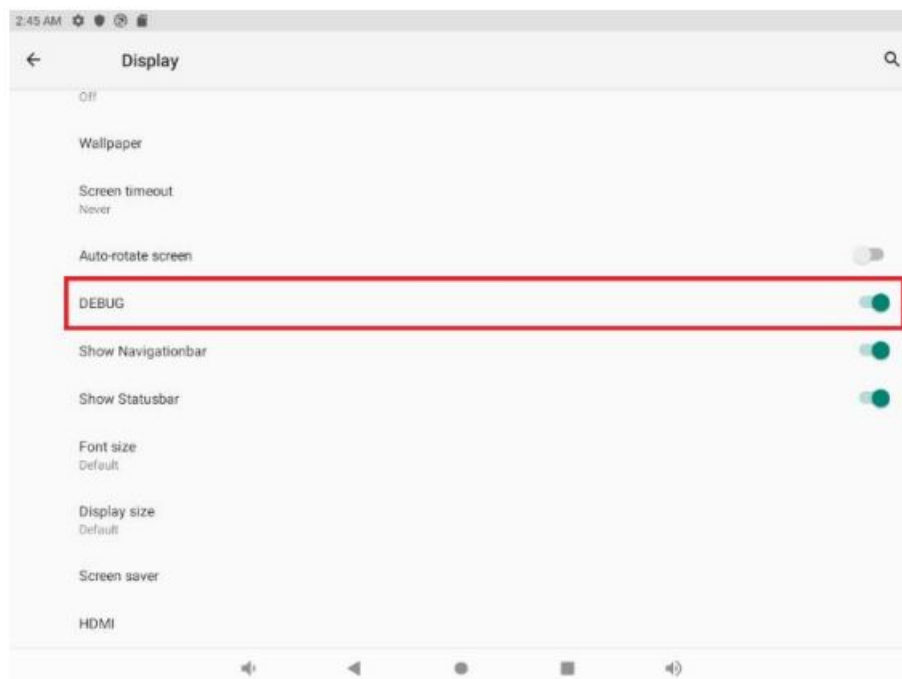 2:45 AM
Display
Off
Wallpaper
Screen timeout
Never
Auto-rotate screen
DEBUG
Show Navigationbar
Show Statusbar
Font size
Default
Display size
Default
Screen saver
HDMI